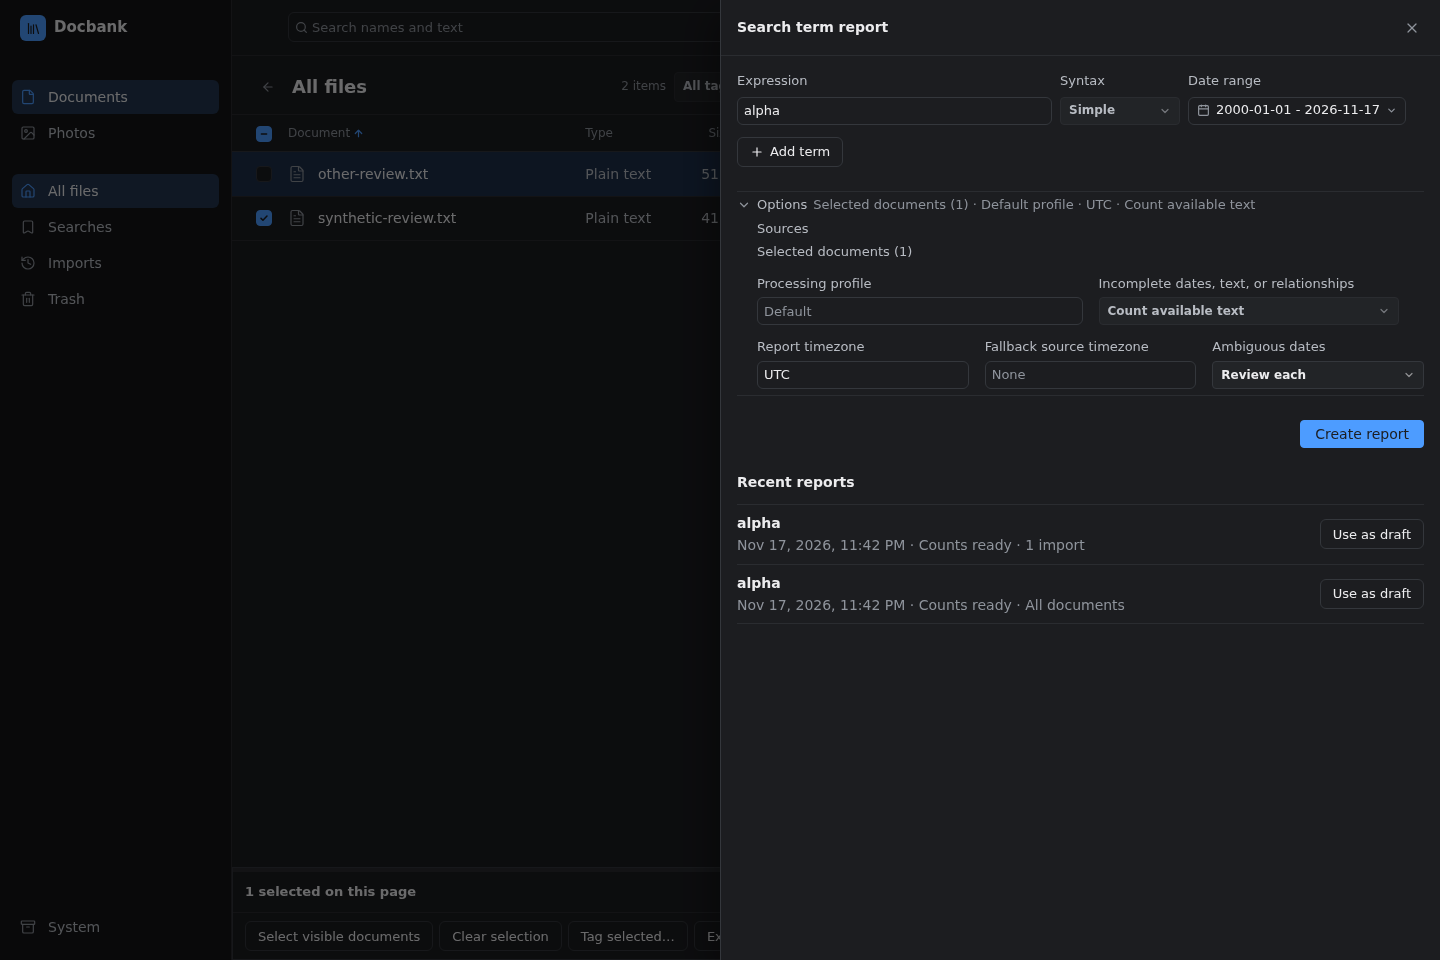 Docbank
Documents
Photos
All files
Searches
Imports
Trash
System
Search names and text
All files
2 items
All ta
Document
Type
Si
other-review.txt
Plain text
51
synthetic-review.txt
Plain text
41
1 selected on this page
Select visible documents
Clear selection
Tag selected...
Ex
Search term report
Expression
Syntax
Date range
alpha
Simple
2000-01-01 - 2026-11-17
Add term
Options Selected documents (1) · Default profile · UTC · Count available text
Sources
Selected documents (1)
Processing profile
Incomplete dates, text, or relationships
Default
Count available text
Report timezone
Fallback source timezone
Ambiguous dates
UTC
None
Review each
Create report
Recent reports
alpha
Nov 17, 2026, 11:42 PM · Counts ready · 1 import
Use as draft
alpha
Nov 17, 2026, 11:42 PM · Counts ready · All documents
Use as draft